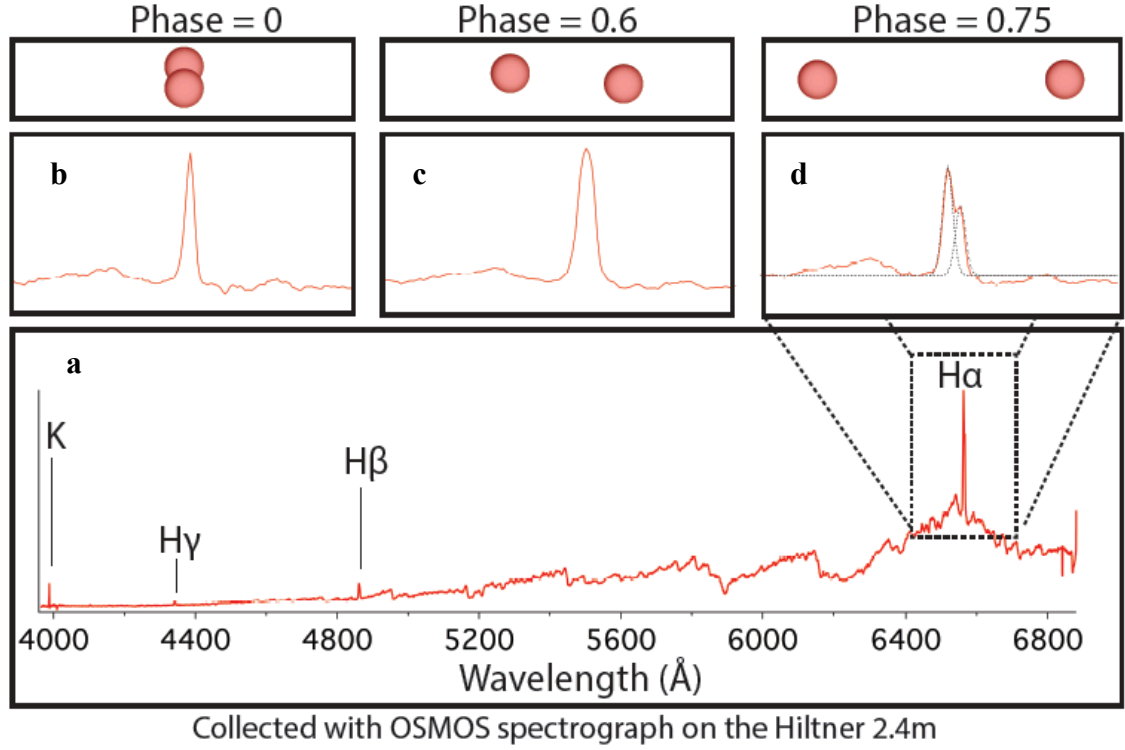 Phase = 0
Phase = 0.6
Phase = 0.75
b
c
d
a
Hα
K
Hβ
Hγ
4000 4400 4800 5200 5600 6000 6400 6800
Wavelength (Å)
Collected with OSMOS spectrograph on the Hiltner 2.4m